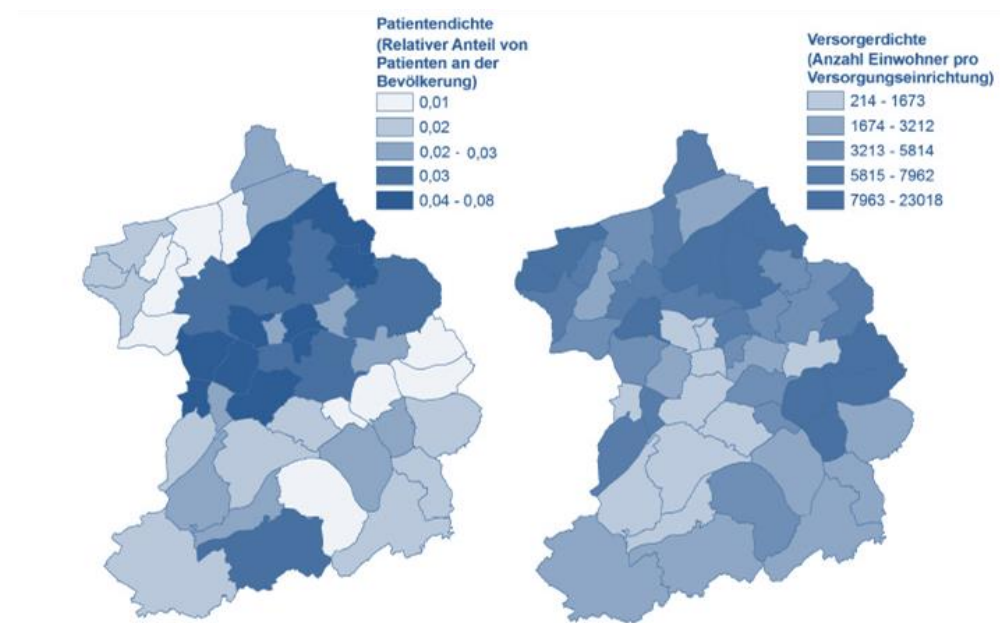 Patientendichte
(Relativer Anteil von
Patienten an der
Bevölkerung)
0,01
0,02
0,02 - 0,03
0,03
0,04 - 0,08
Versorgerdichte
(Anzahl Einwohner pro
Versorgungseinrichtung)
214 - 1673
1674 - 3212
3213 - 5814
5815 - 7962
7963 - 23018